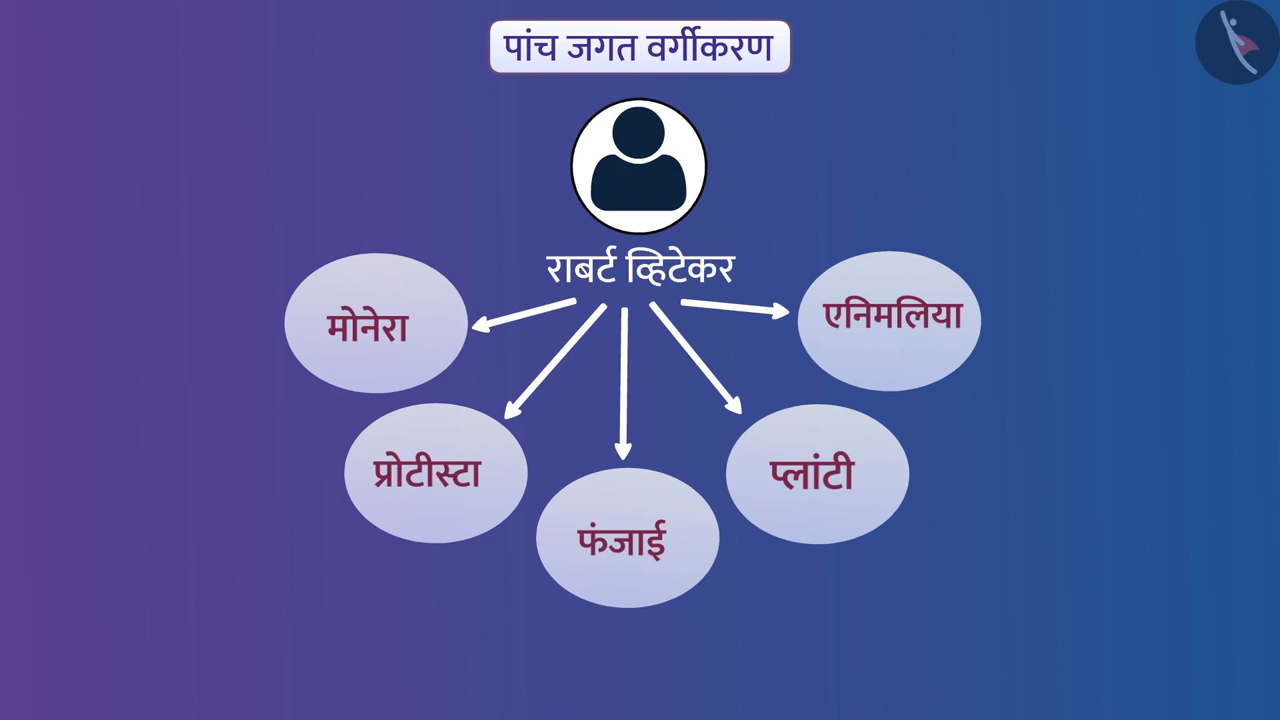 पांच जगत वर्गीकरण
राबर्ट व्हिटेकर
मोनेरा
प्रोटीस्टा
फंजाई
प्लांटी
एनिमलिया